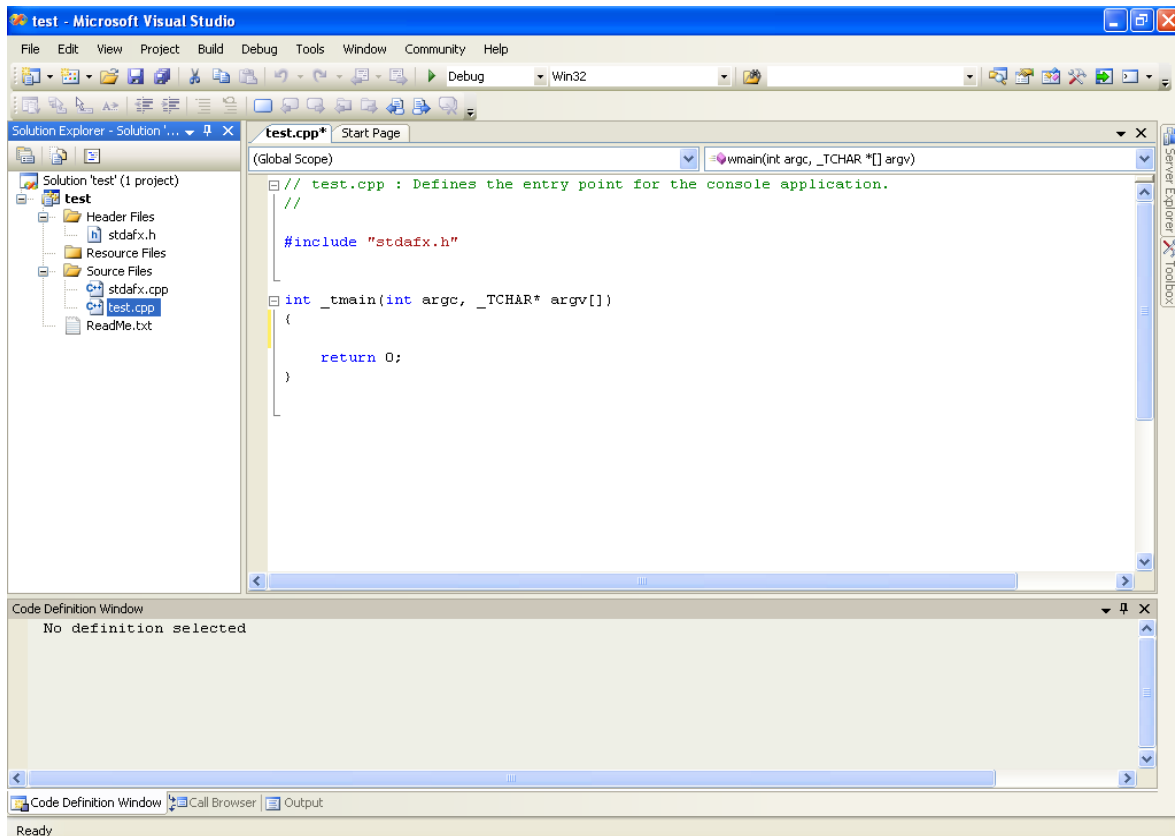 test - Microsoft Visual Studio
File Edit View Project Build Debug Tools Window Community Help
Debug Win32
Solution Explorer - Solution '...
test.cpp* Start Page
(Global Scope) wmain(int argc, _TCHAR *[] argv)
Solution 'test' (1 project)
test
Header Files
stdafx.h
Resource Files
Source Files
stdafx.cpp
test.cpp
ReadMe.txt
// test.cpp : Defines the entry point for the console application.
//
#include "stdafx.h"
int _tmain(int argc, _TCHAR* argv[])
{
return 0;
}
Server Explorer
Toolbox
Code Definition Window
No definition selected
Code Definition Window Call Browser Output
Ready